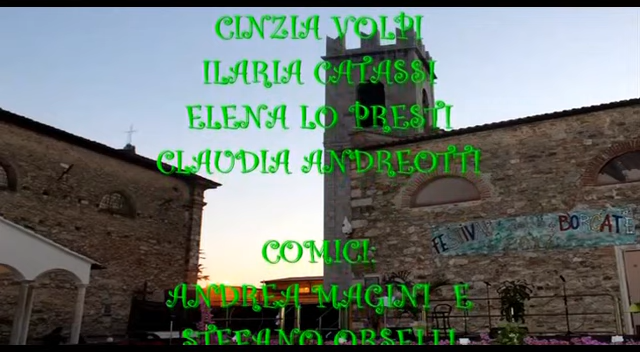 CINZIA VOLPI
ILARIA CATASSI
ELENA LO PRESTI
CLAUDIA ANDREOTTI
COMICI:
ANDREA MAGINI E
STEFANO ORSELLI